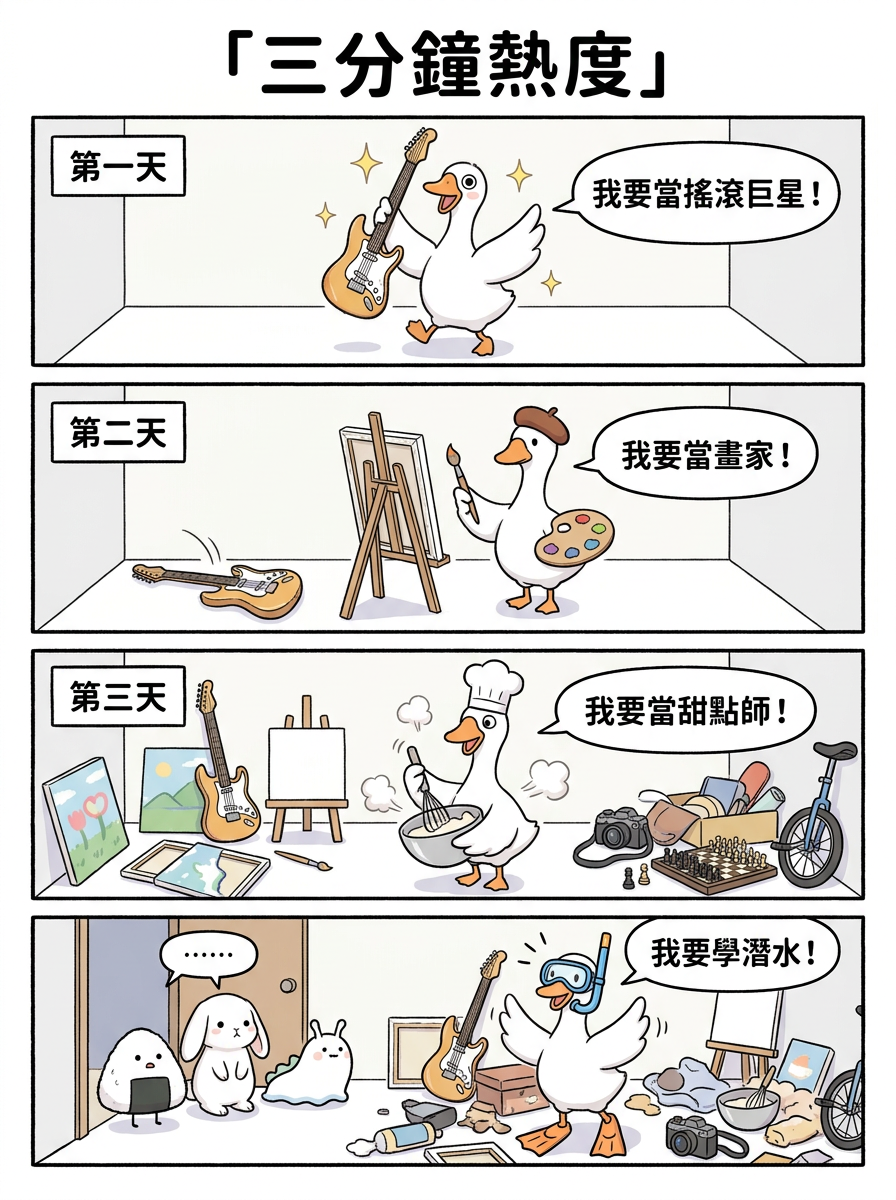 「三分鐘熱度」
第一天
我要當搖滾巨星！
第二天
我要當畫家！
第三天
我要當甜點師！
……
我要學潛水！